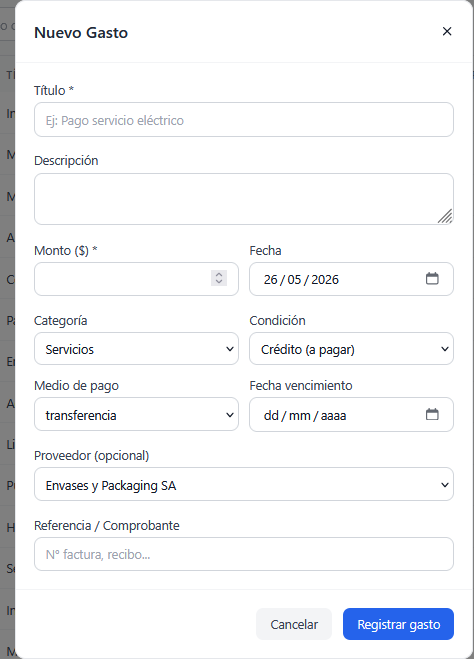 Nuevo Gasto
Título *
Ej: Pago servicio eléctrico
Descripción
Monto ($) * Fecha
26 / 05 / 2026
Categoría Condición
Servicios Crédito (a pagar)
Medio de pago Fecha vencimiento
transferencia dd / mm / aaaa
Proveedor (opcional)
Envases y Packaging SA
Referencia / Comprobante
N° factura, recibo...
Cancelar Registrar gasto